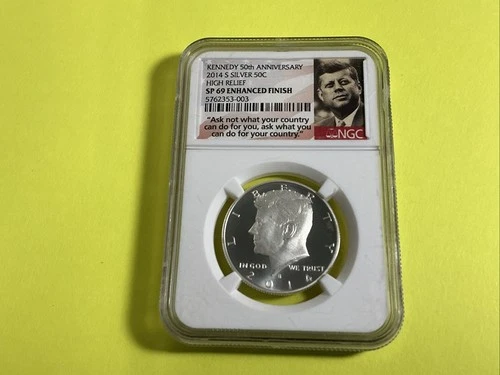 KENNEDY 50th ANNIVERSARY
2014 S SILVER 50C
HIGH RELIEF
SP 69 ENHANCED FINISH
5762353-003
"Ask not what your country
can do for you, ask what you
can do for your country."
NGC
LIBERTY
IN GOD WE TRUST
2014